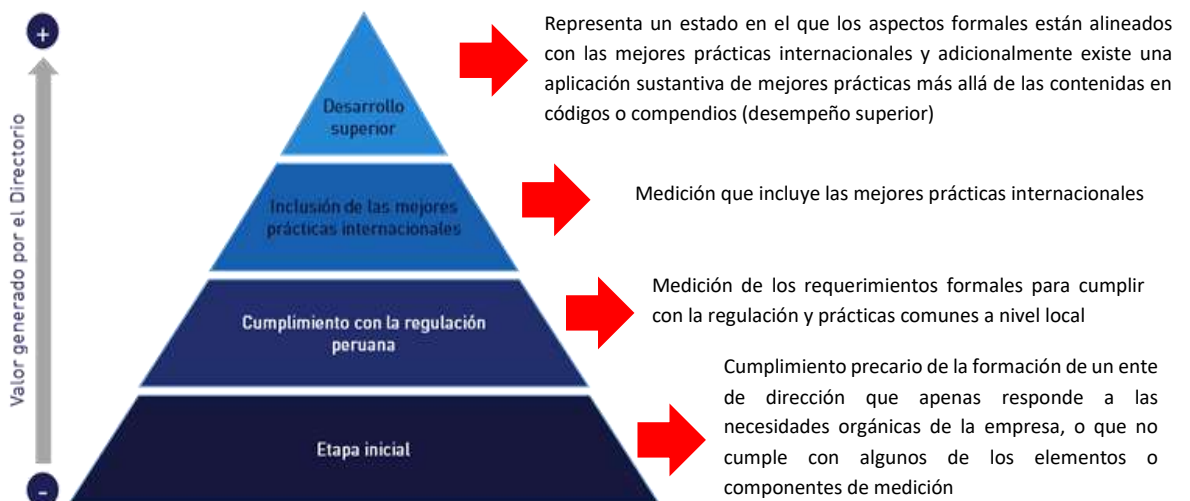 +
Valor generado por el Directorio
-
Desarrollo
superior
Representa un estado en el que los aspectos formales están alineados
con las mejores prácticas internacionales y adicionalmente existe una
aplicación sustantiva de mejores prácticas más allá de las contenidas en
códigos o compendios (desempeño superior)
Inclusión de las mejores
prácticas internacionales
Medición que incluye las mejores prácticas internacionales
Cumplimiento con la regulación
peruana
Medición de los requerimientos formales para cumplir
con la regulación y prácticas comunes a nivel local
Etapa inicial
Cumplimiento precario de la formación de un ente
de dirección que apenas responde a las
necesidades orgánicas de la empresa, o que no
cumple con algunos de los elementos o
componentes de medición